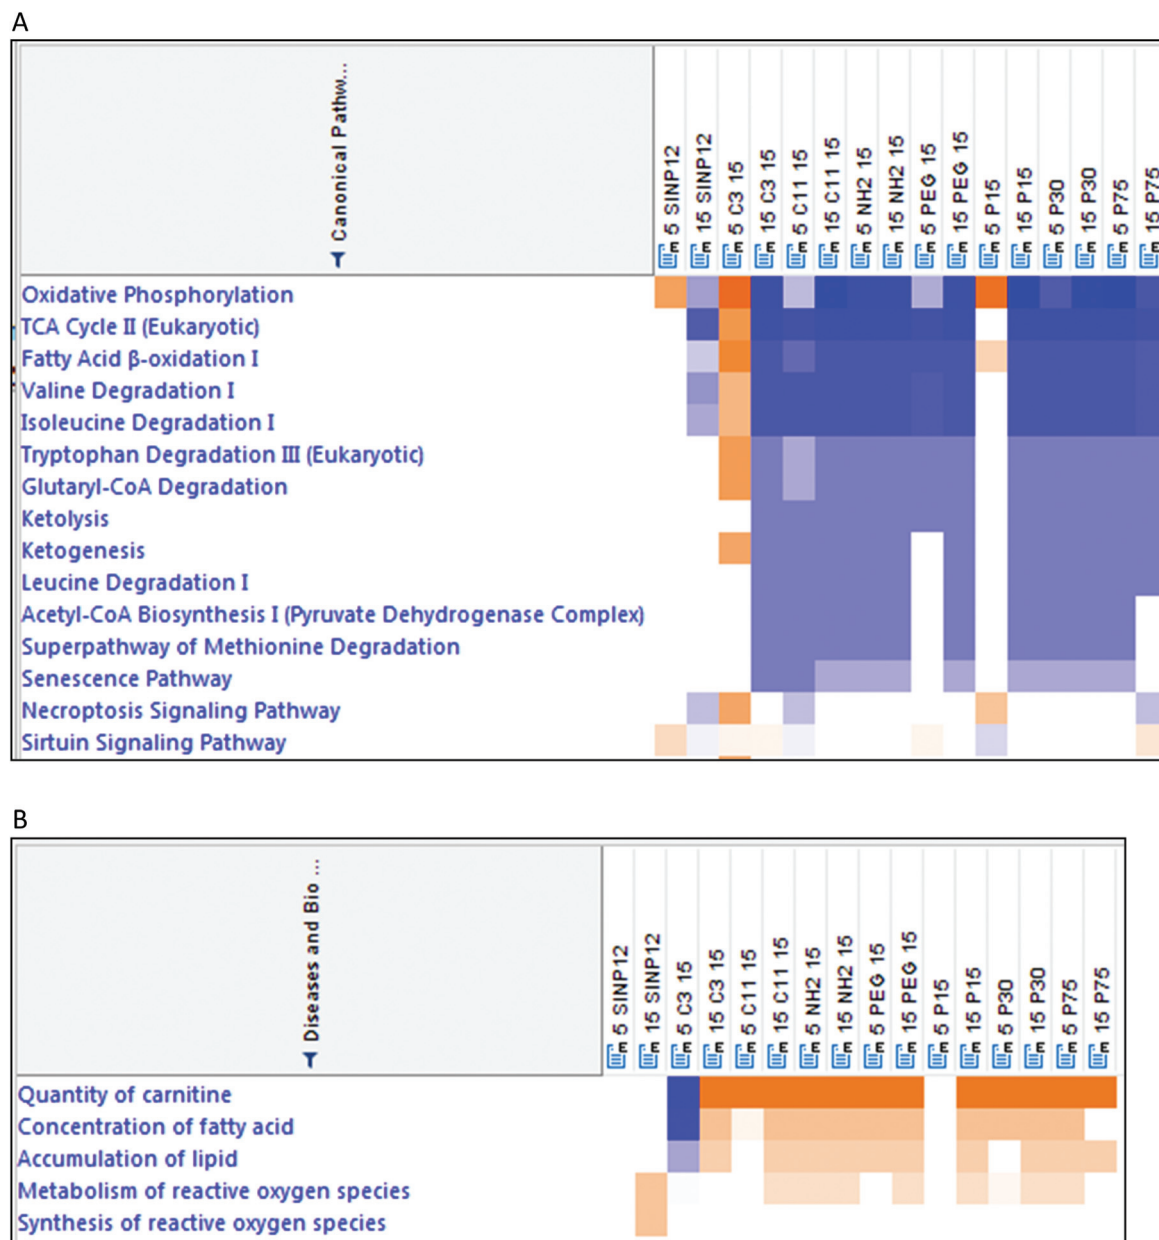 A
Canonical Pathw...
5 SINP12
15 SINP12
5 C3 15
15 C3 15
5 C11 15
15 C11 15
5 NH2 15
15 NH2 15
5 PEG 15
15 PEG 15
5 P15
15 P15
5 P30
15 P30
5 P75
15 P75
Oxidative Phosphorylation
TCA Cycle II (Eukaryotic)
Fatty Acid β-oxidation I
Valine Degradation I
Isoleucine Degradation I
Tryptophan Degradation III (Eukaryotic)
Glutaryl-CoA Degradation
Ketolysis
Ketogenesis
Leucine Degradation I
Acetyl-CoA Biosynthesis I (Pyruvate Dehydrogenase Complex)
Superpathway of Methionine Degradation
Senescence Pathway
Necroptosis Signaling Pathway
Sirtuin Signaling Pathway
B
Diseases and Bio ...
5 SINP12
15 SINP12
5 C3 15
15 C3 15
5 C11 15
15 C11 15
5 NH2 15
15 NH2 15
5 PEG 15
15 PEG 15
5 P15
15 P15
5 P30
15 P30
5 P75
15 P75
Quantity of carnitine
Concentration of fatty acid
Accumulation of lipid
Metabolism of reactive oxygen species
Synthesis of reactive oxygen species